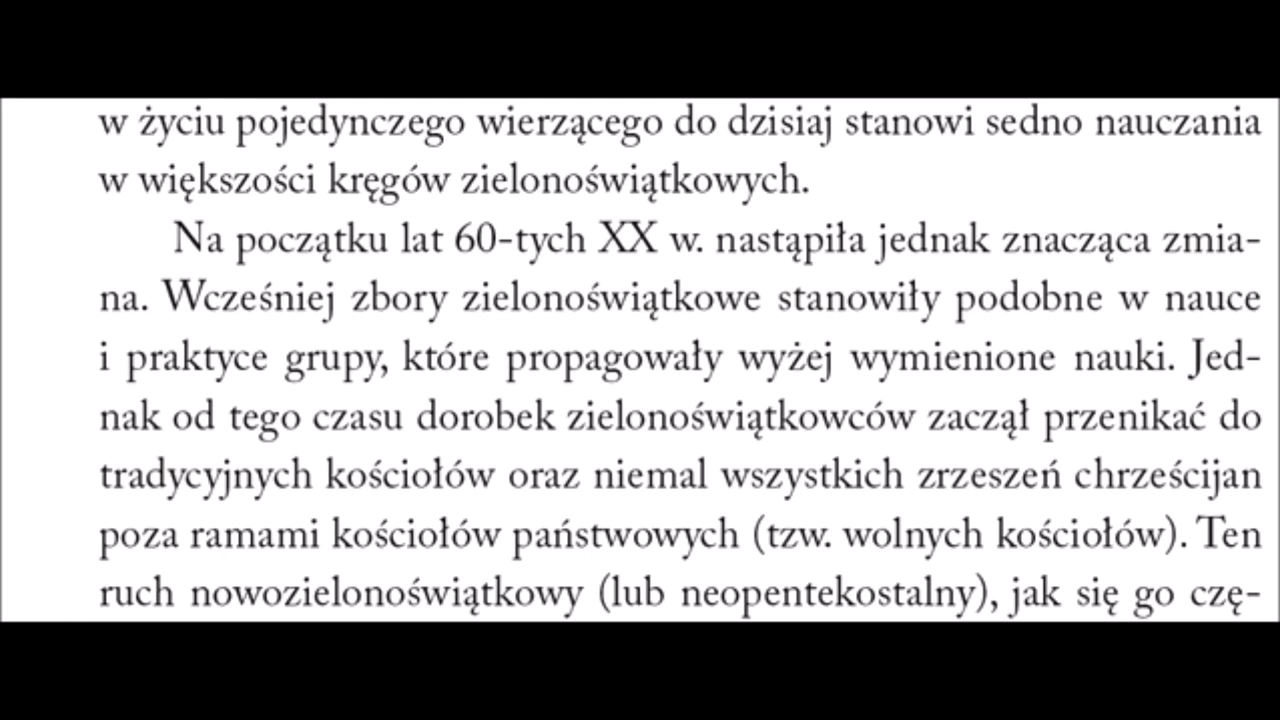 w życiu pojedynczego wierzącego do dzisiaj stanowi sedno nauczania
w większości kręgów zielonoświątkowych.
Na początku lat 60-tych XX w. nastąpiła jednak znacząca zmia-
na. Wcześniej zbory zielonoświątkowe stanowiły podobne w nauce
i praktyce grupy, które propagowały wyżej wymienione nauki. Jed-
nak od tego czasu dorobek zielonoświątkowców zaczął przenikać do
tradycyjnych kościołów oraz niemal wszystkich zrzeszeń chrześcijan
poza ramami kościołów państwowych (tzw. wolnych kościołów). Ten
ruch nowozielonoświątkowy (lub neopentekostalny), jak się go czę-